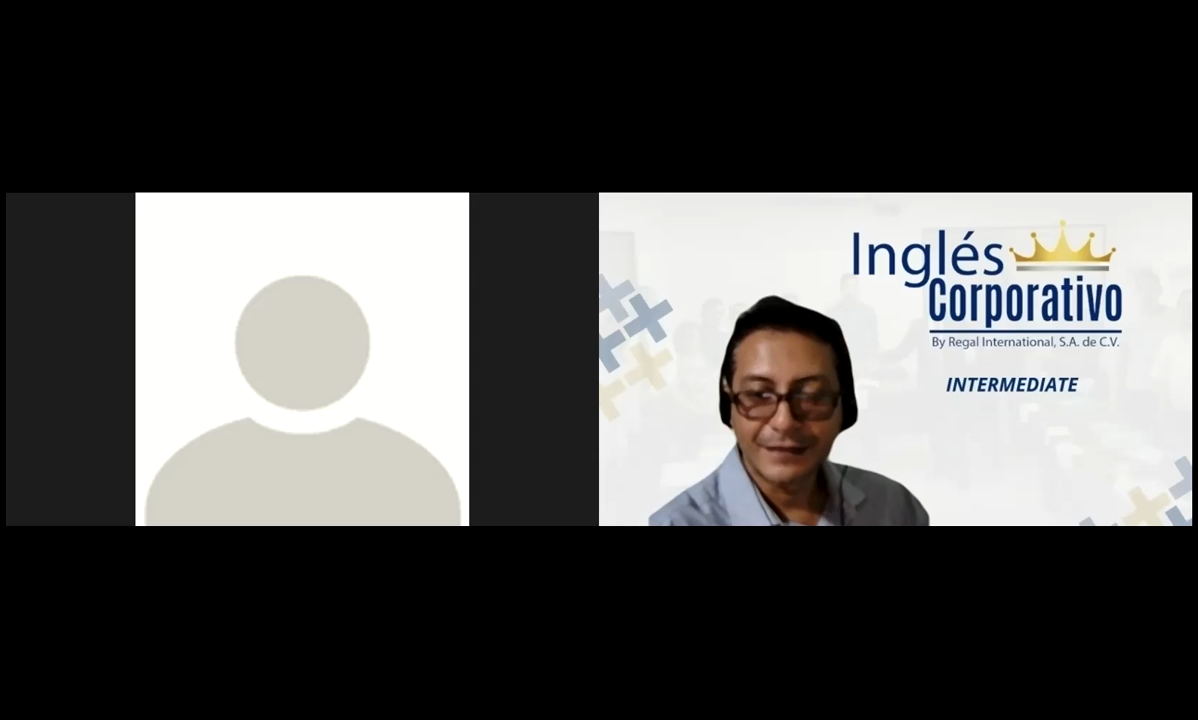 Inglés
Corporativo
By Regal International, S.A. de C.V.
INTERMEDIATE